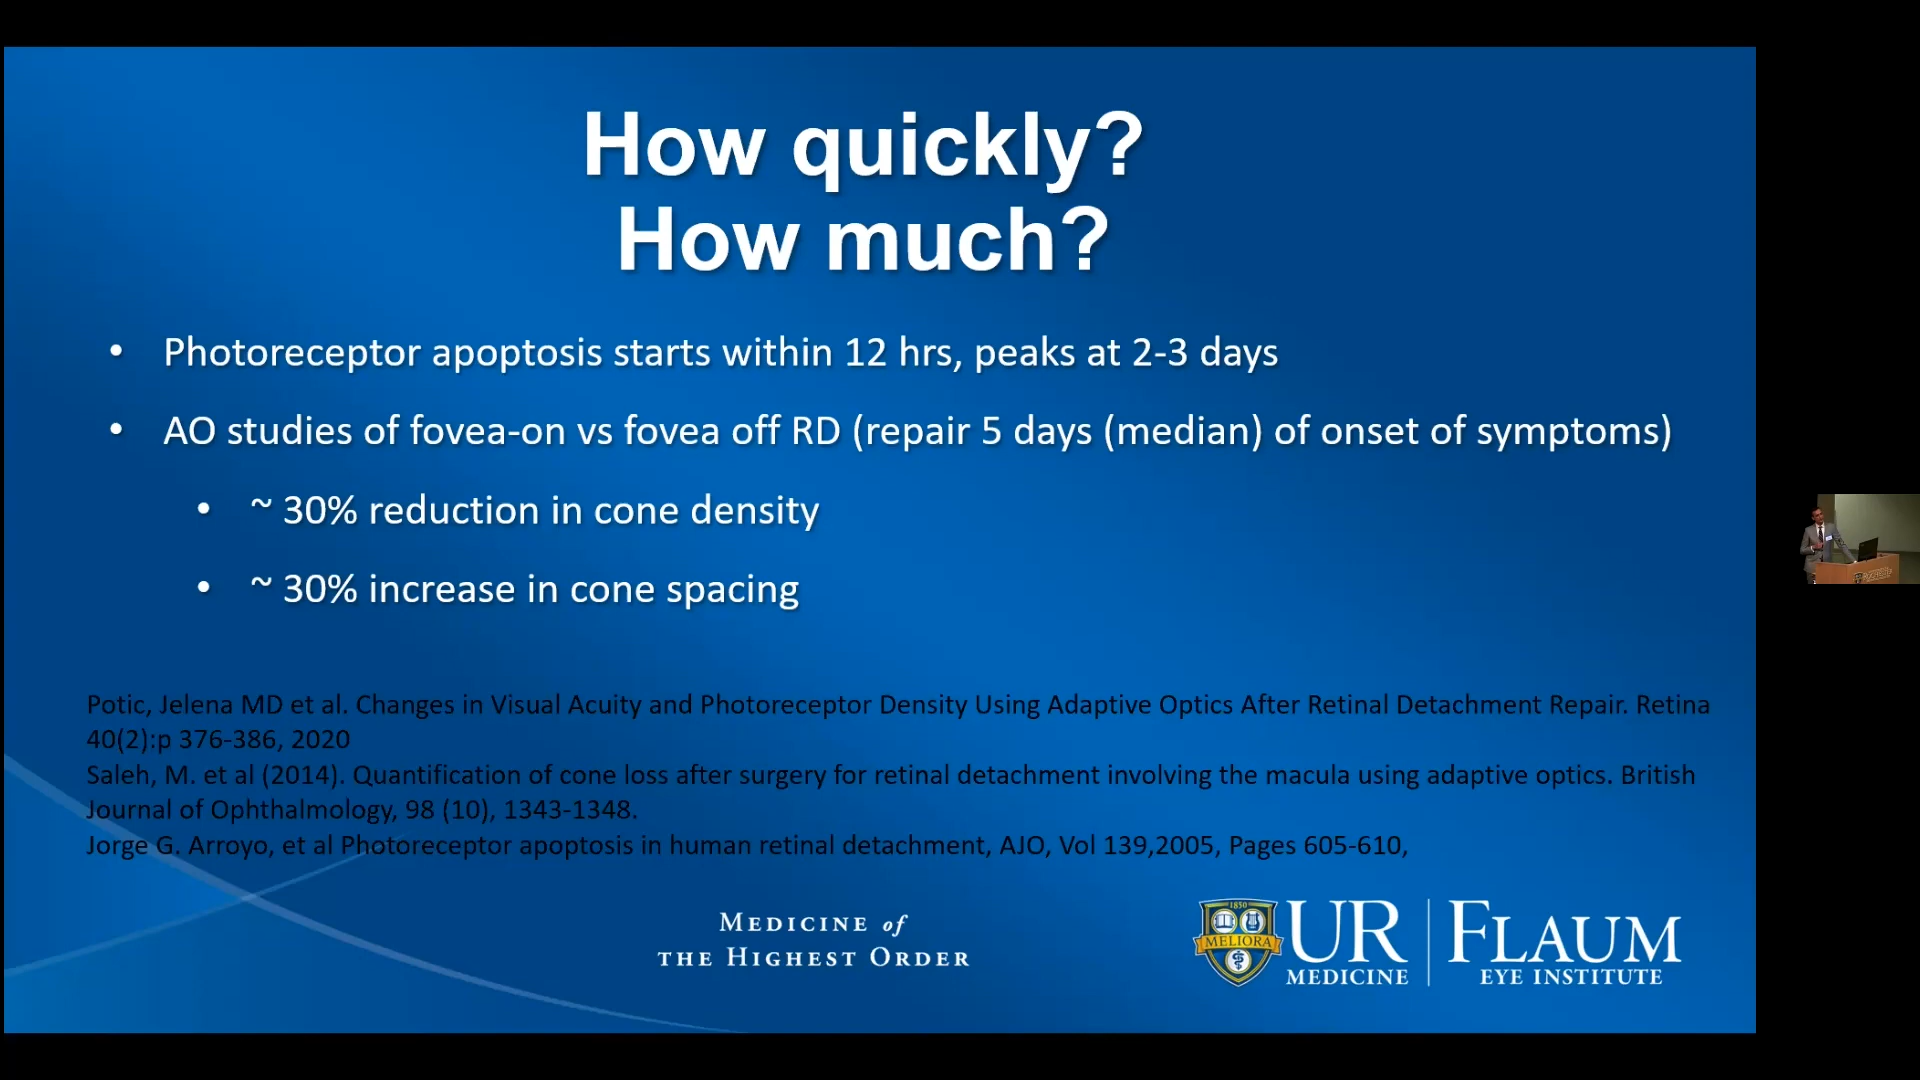 How quickly?
How much?
• Photoreceptor apoptosis starts within 12 hrs, peaks at 2-3 days
• AO studies of fovea-on vs fovea off RD (repair 5 days (median) of onset of symptoms)
• ~ 30% reduction in cone density
• ~ 30% increase in cone spacing
Potic, Jelena MD et al. Changes in Visual Acuity and Photoreceptor Density Using Adaptive Optics After Retinal Detachment Repair. Retina
40(2):p 376-386, 2020
Saleh, M. et al (2014). Quantification of cone loss after surgery for retinal detachment involving the macula using adaptive optics. British
Journal of Ophthalmology, 98 (10), 1343-1348.
Jorge G. Arroyo, et al Photoreceptor apoptosis in human retinal detachment, AJO, Vol 139,2005, Pages 605-610,
MEDICINE of
THE HIGHEST ORDER
1850
MELIORA
UR
MEDICINE
FLAUM
EYE INSTITUTE